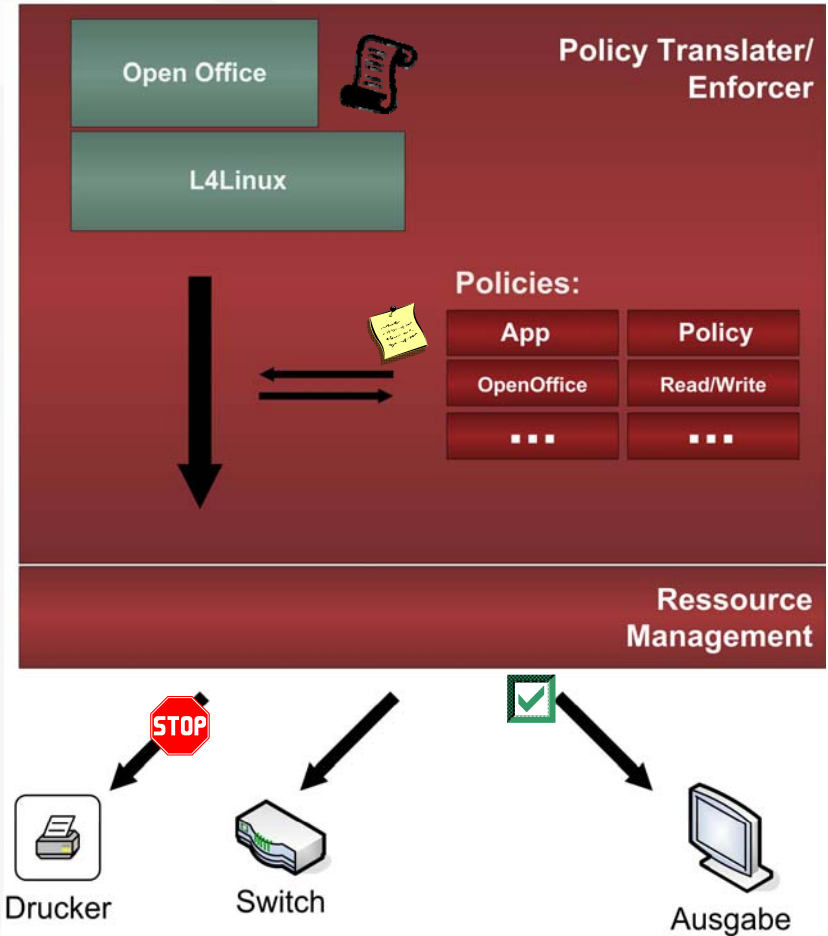 Open Office
Policy Translater/
Enforcer
L4Linux
Policies:
App Policy
OpenOffice Read/Write
... ...
Ressource
Management
STOP
Drucker
Switch
Ausgabe